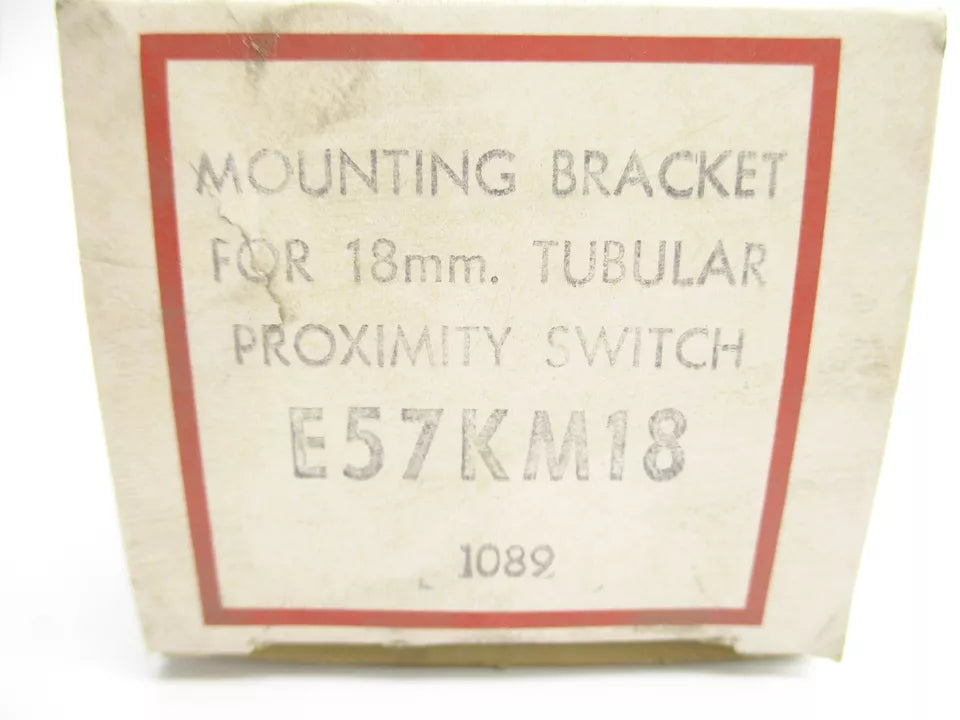 MOUNTING BRACKET
FOR 18mm. TUBULAR
PROXIMITY SWITCH
E57KM18
1089